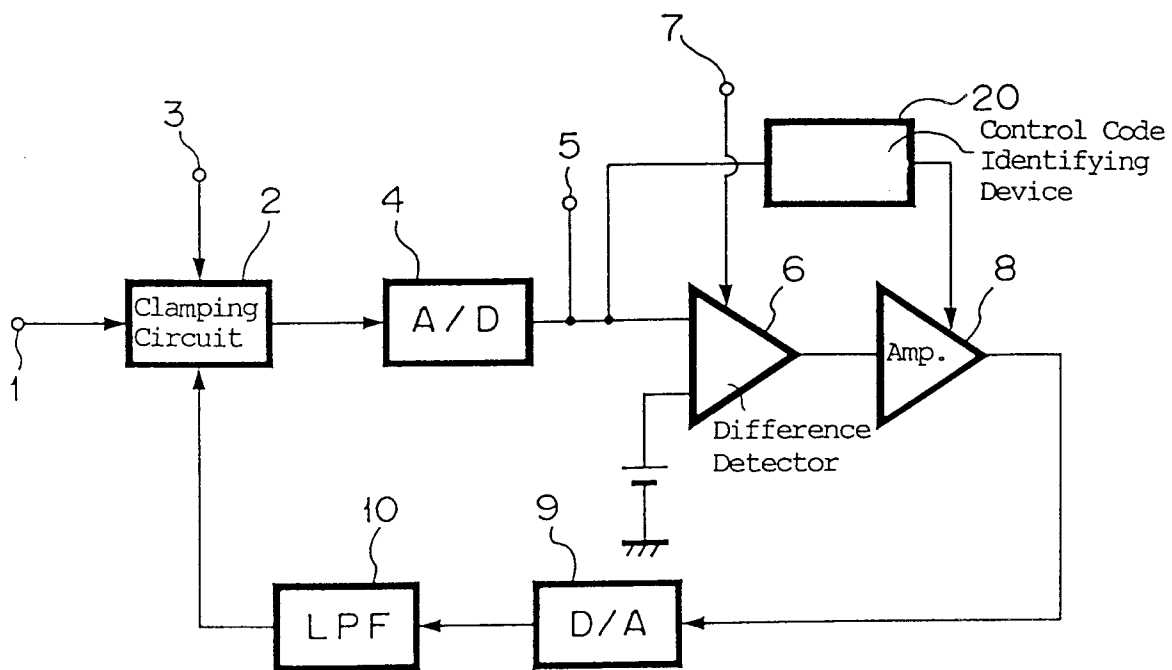 7
20
Control Code
Identifying
Device
3
5
2
4
6
8
Clamping
Circuit
A/D
Amp.
1
Difference
Detector
10
9
LPF
D/A